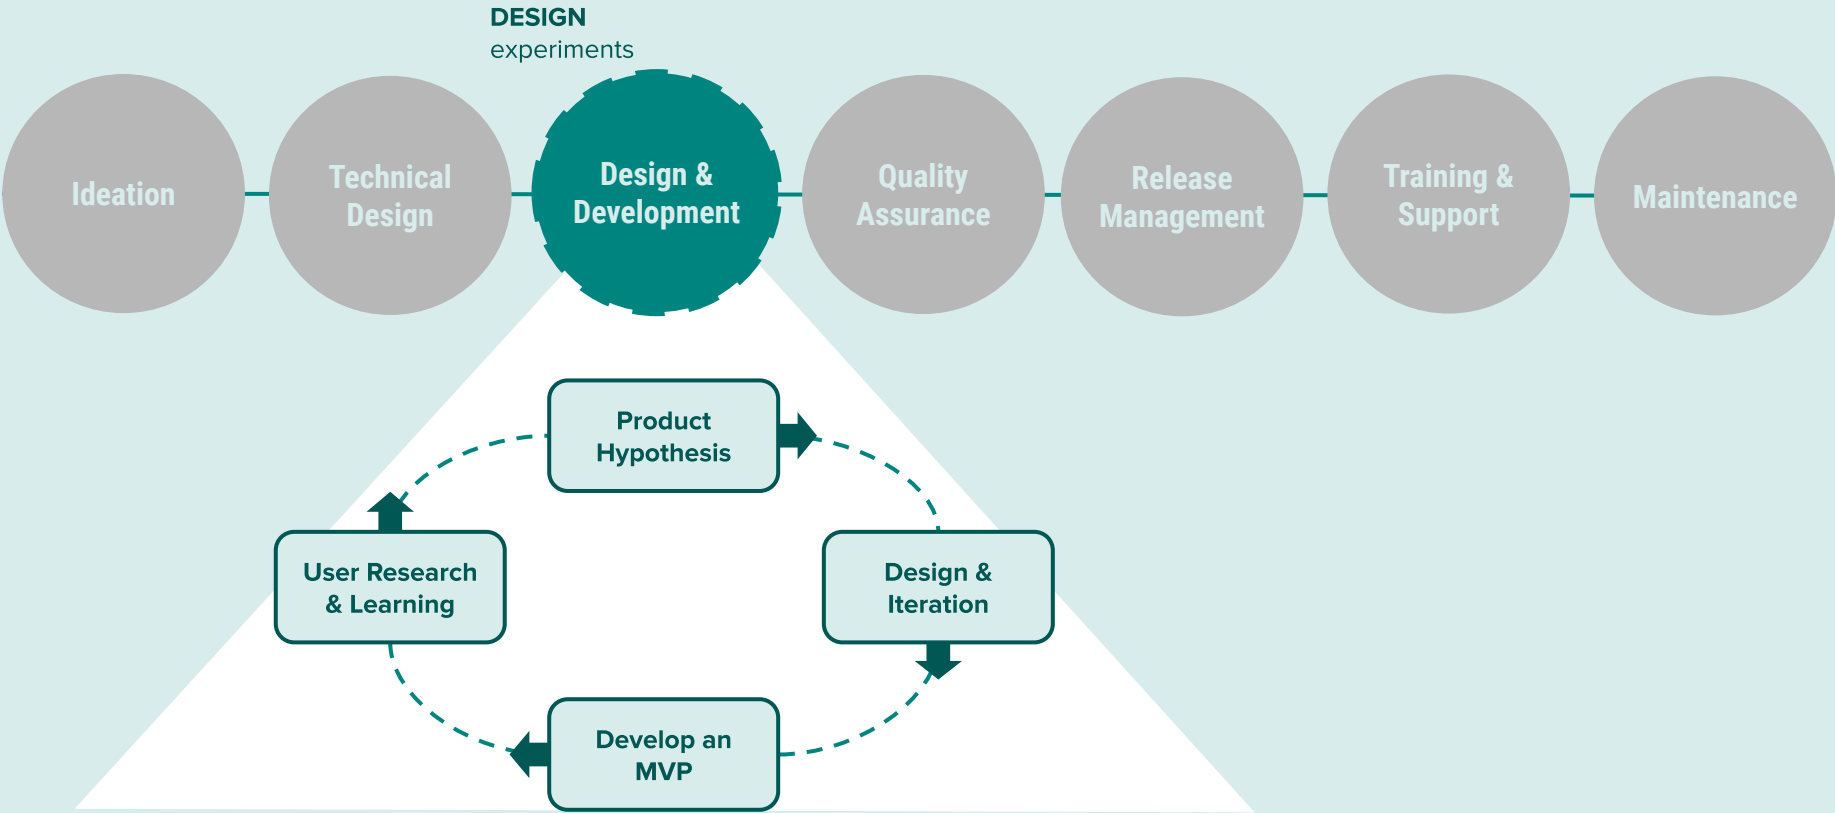 DESIGN
experiments
Ideation
Technical
Design
Design &
Development
Quality
Assurance
Release
Management
Training &
Support
Maintenance
Product
Hypothesis
User Research
& Learning
Design &
Iteration
Develop an
MVP